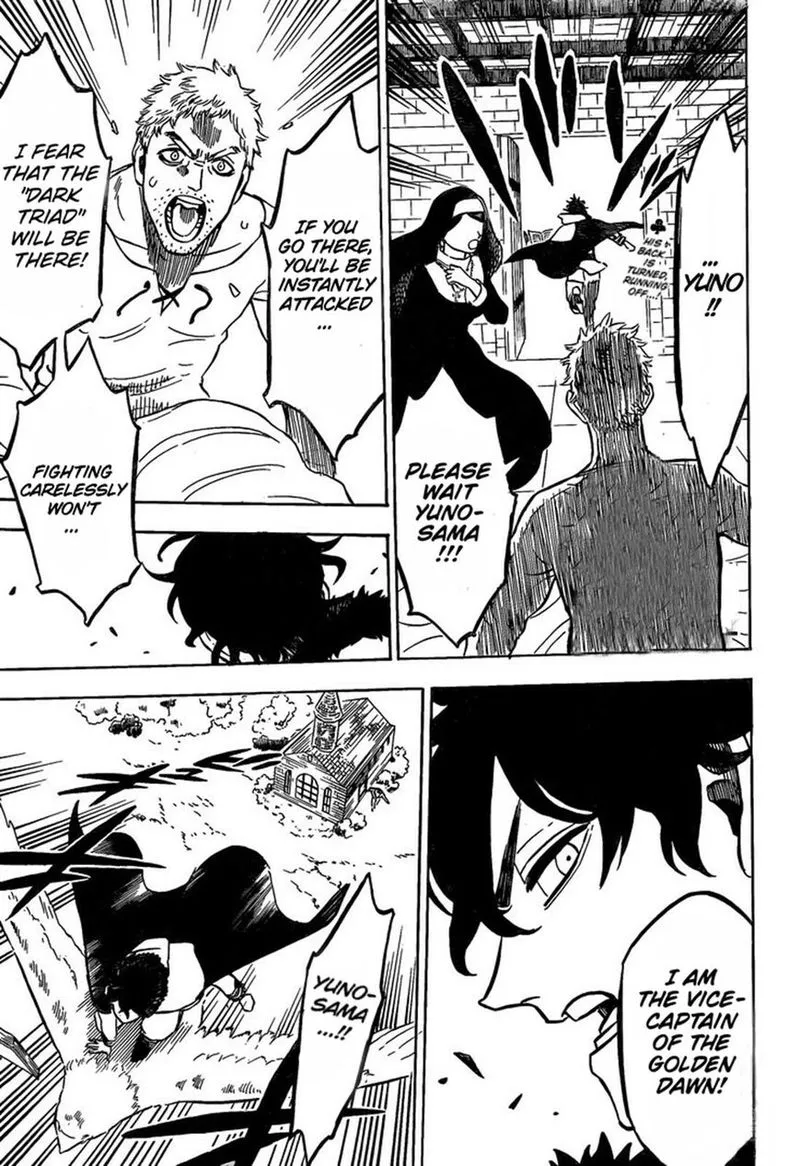 ...
YUNO
!!
HIS
BACK
IS
TURNED,
RUNNING
OFF...!
PLEASE
WAIT
YUNO-
SAMA
!!!
IF YOU
GO THERE,
YOU'LL BE
INSTANTLY
ATTACKED
...
I FEAR
THAT THE
"DARK
TRIAD"
WILL BE
THERE!
FIGHTING
CARELESSLY
WON'T
...
I AM
THE VICE-
CAPTAIN
OF THE
GOLDEN
DAWN!
YUNO-
SAMA
....!!